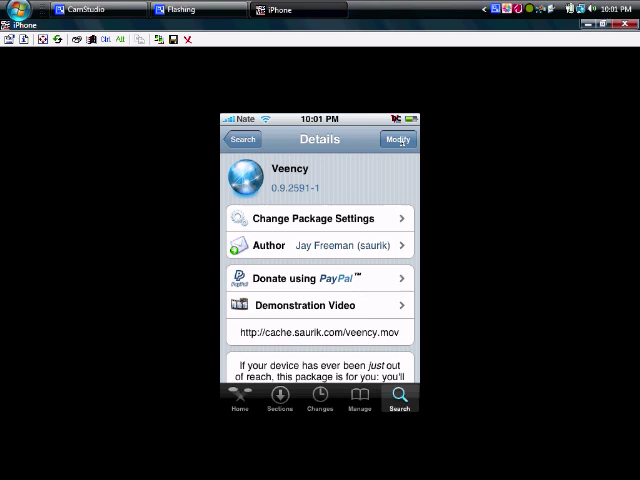 CamStudio
Flashing
iPhone
10:01 PM
iPhone
Ctrl
Alt
Nate
10:01 PM
Search
Details
Modify
Veency
0.9.2591-1
Change Package Settings
Author Jay Freeman (saurik)
Donate using PayPal™
PayPal
Demonstration Video
http://cache.saurik.com/veency.mov
If your device has ever been just out
of reach, this package is for you: you'll
Home
Sections
Changes
Manage
Search